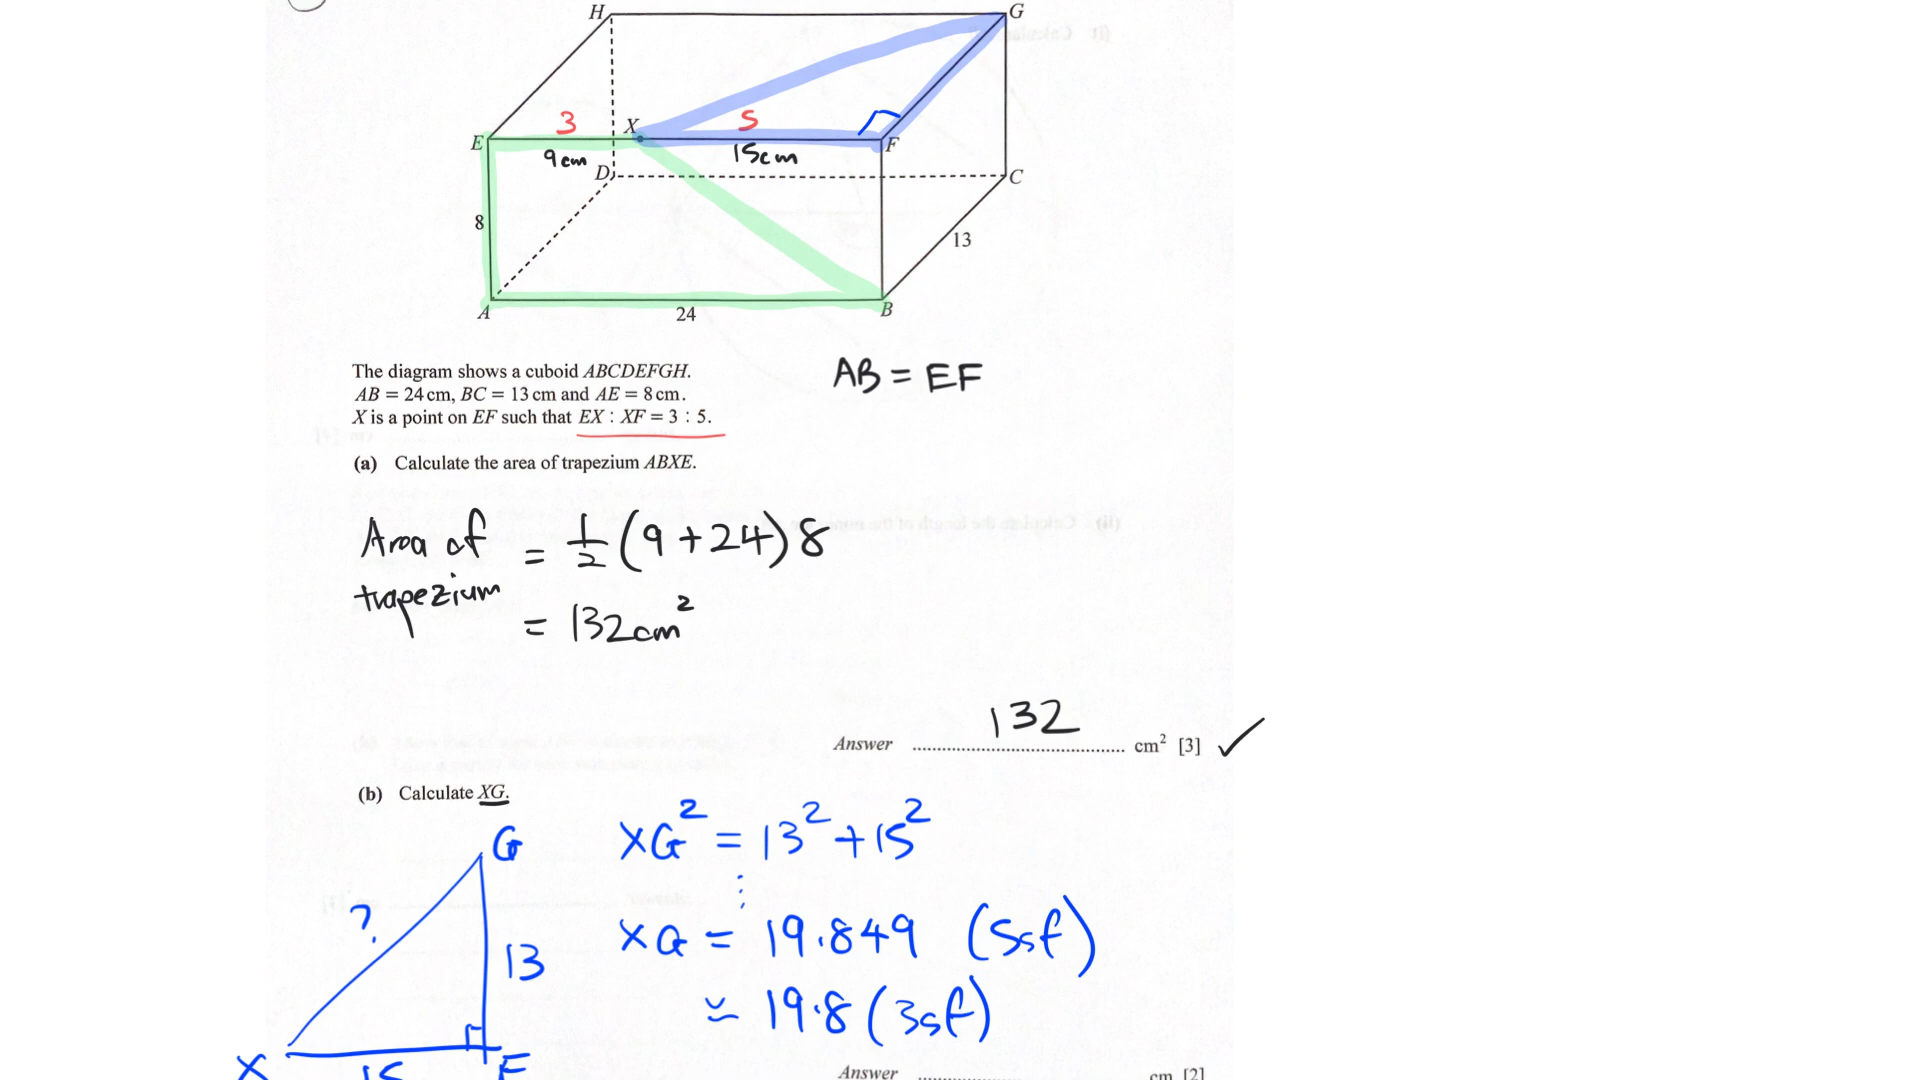 H
G
3
X
5
E
F
9cm
15cm
D
C
8
13
A
24
B
The diagram shows a cuboid ABCDEFGH.
AB = 24 cm, BC = 13 cm and AE = 8 cm.
X is a point on EF such that EX : XF = 3 : 5.
AB = EF
(a) Calculate the area of trapezium ABXE.
Area of = 1/2 (9+24)8
trapezium
= 132cm²
132
Answer ........................................ cm² [3] ✓
(b) Calculate XG.
XG² = 13² + 15²
⋮
XG = 19.849 (5sf)
≃ 19.8 (3sf)
G
?
13
X
15
F
Answer .................... cm [2]